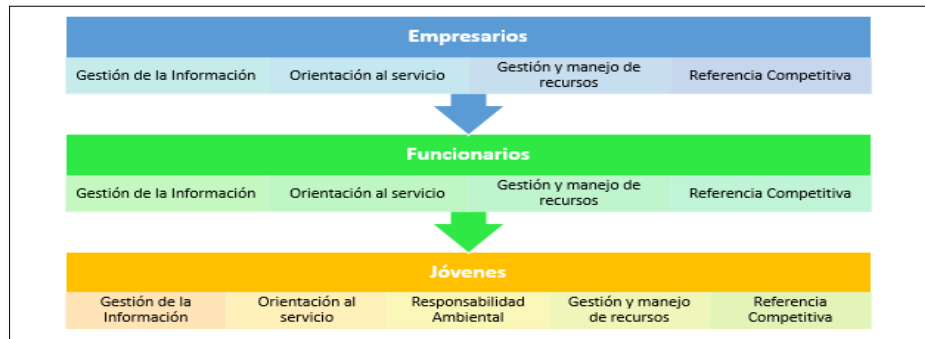 Empresarios
Gestión de la Información Orientación al servicio Gestión y manejo de recursos Referencia Competitiva
Funcionarios
Gestión de la Información Orientación al servicio Gestión y manejo de recursos Referencia Competitiva
Jóvenes
Gestión de la Información Orientación al servicio Responsabilidad Ambiental Gestión y manejo de recursos Referencia Competitiva